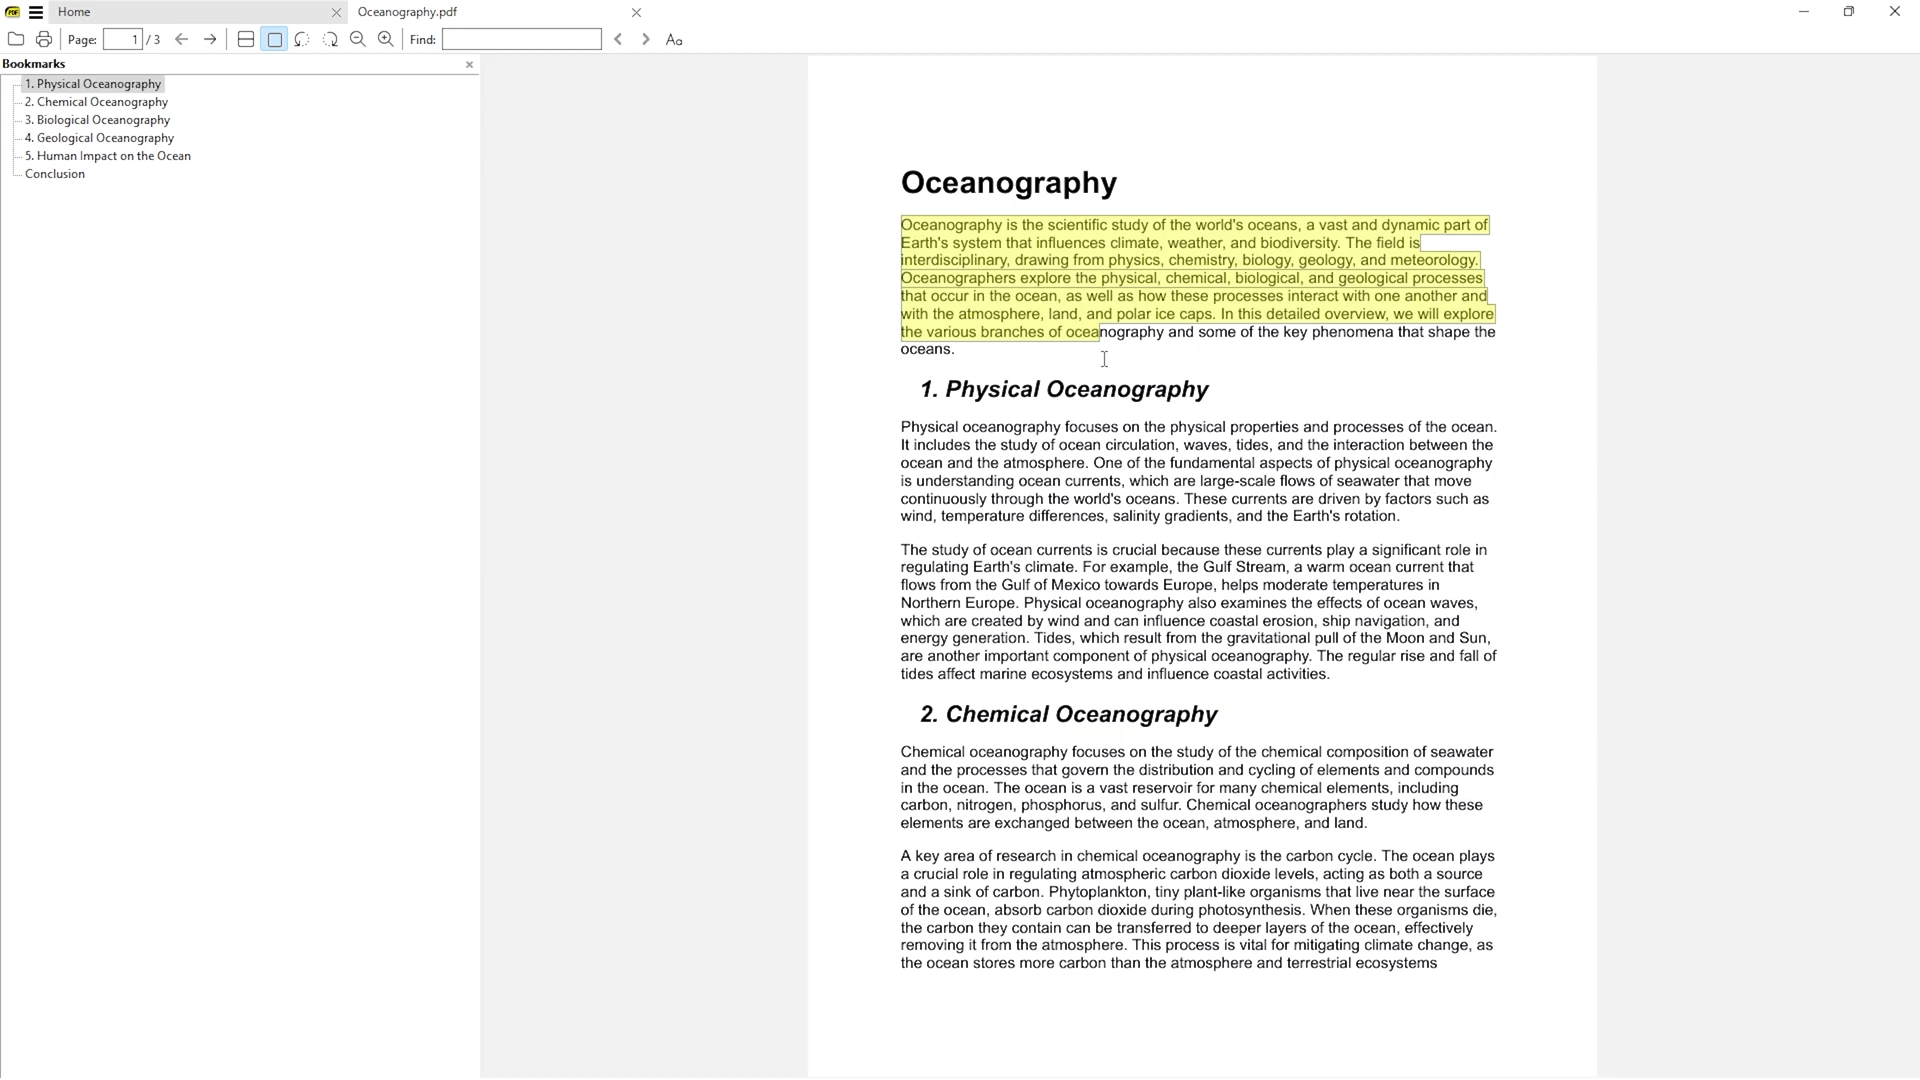 PDF
Home
Oceanography.pdf
Page: 1 / 3
Find:
Aa
Bookmarks
1. Physical Oceanography
2. Chemical Oceanography
3. Biological Oceanography
4. Geological Oceanography
5. Human Impact on the Ocean
Conclusion
Oceanography
Oceanography is the scientific study of the world's oceans, a vast and dynamic part of
Earth's system that influences climate, weather, and biodiversity. The field is
interdisciplinary, drawing from physics, chemistry, biology, geology, and meteorology.
Oceanographers explore the physical, chemical, biological, and geological processes
that occur in the ocean, as well as how these processes interact with one another and
with the atmosphere, land, and polar ice caps. In this detailed overview, we will explore
the various branches of oceanography and some of the key phenomena that shape the
oceans.
1. Physical Oceanography
Physical oceanography focuses on the physical properties and processes of the ocean.
It includes the study of ocean circulation, waves, tides, and the interaction between the
ocean and the atmosphere. One of the fundamental aspects of physical oceanography
is understanding ocean currents, which are large-scale flows of seawater that move
continuously through the world's oceans. These currents are driven by factors such as
wind, temperature differences, salinity gradients, and the Earth's rotation.
The study of ocean currents is crucial because these currents play a significant role in
regulating Earth's climate. For example, the Gulf Stream, a warm ocean current that
flows from the Gulf of Mexico towards Europe, helps moderate temperatures in
Northern Europe. Physical oceanography also examines the effects of ocean waves,
which are created by wind and can influence coastal erosion, ship navigation, and
energy generation. Tides, which result from the gravitational pull of the Moon and Sun,
are another important component of physical oceanography. The regular rise and fall of
tides affect marine ecosystems and influence coastal activities.
2. Chemical Oceanography
Chemical oceanography focuses on the study of the chemical composition of seawater
and the processes that govern the distribution and cycling of elements and compounds
in the ocean. The ocean is a vast reservoir for many chemical elements, including
carbon, nitrogen, phosphorus, and sulfur. Chemical oceanographers study how these
elements are exchanged between the ocean, atmosphere, and land.
A key area of research in chemical oceanography is the carbon cycle. The ocean plays
a crucial role in regulating atmospheric carbon dioxide levels, acting as both a source
and a sink of carbon. Phytoplankton, tiny plant-like organisms that live near the surface
of the ocean, absorb carbon dioxide during photosynthesis. When these organisms die,
the carbon they contain can be transferred to deeper layers of the ocean, effectively
removing it from the atmosphere. This process is vital for mitigating climate change, as
the ocean stores more carbon than the atmosphere and terrestrial ecosystems